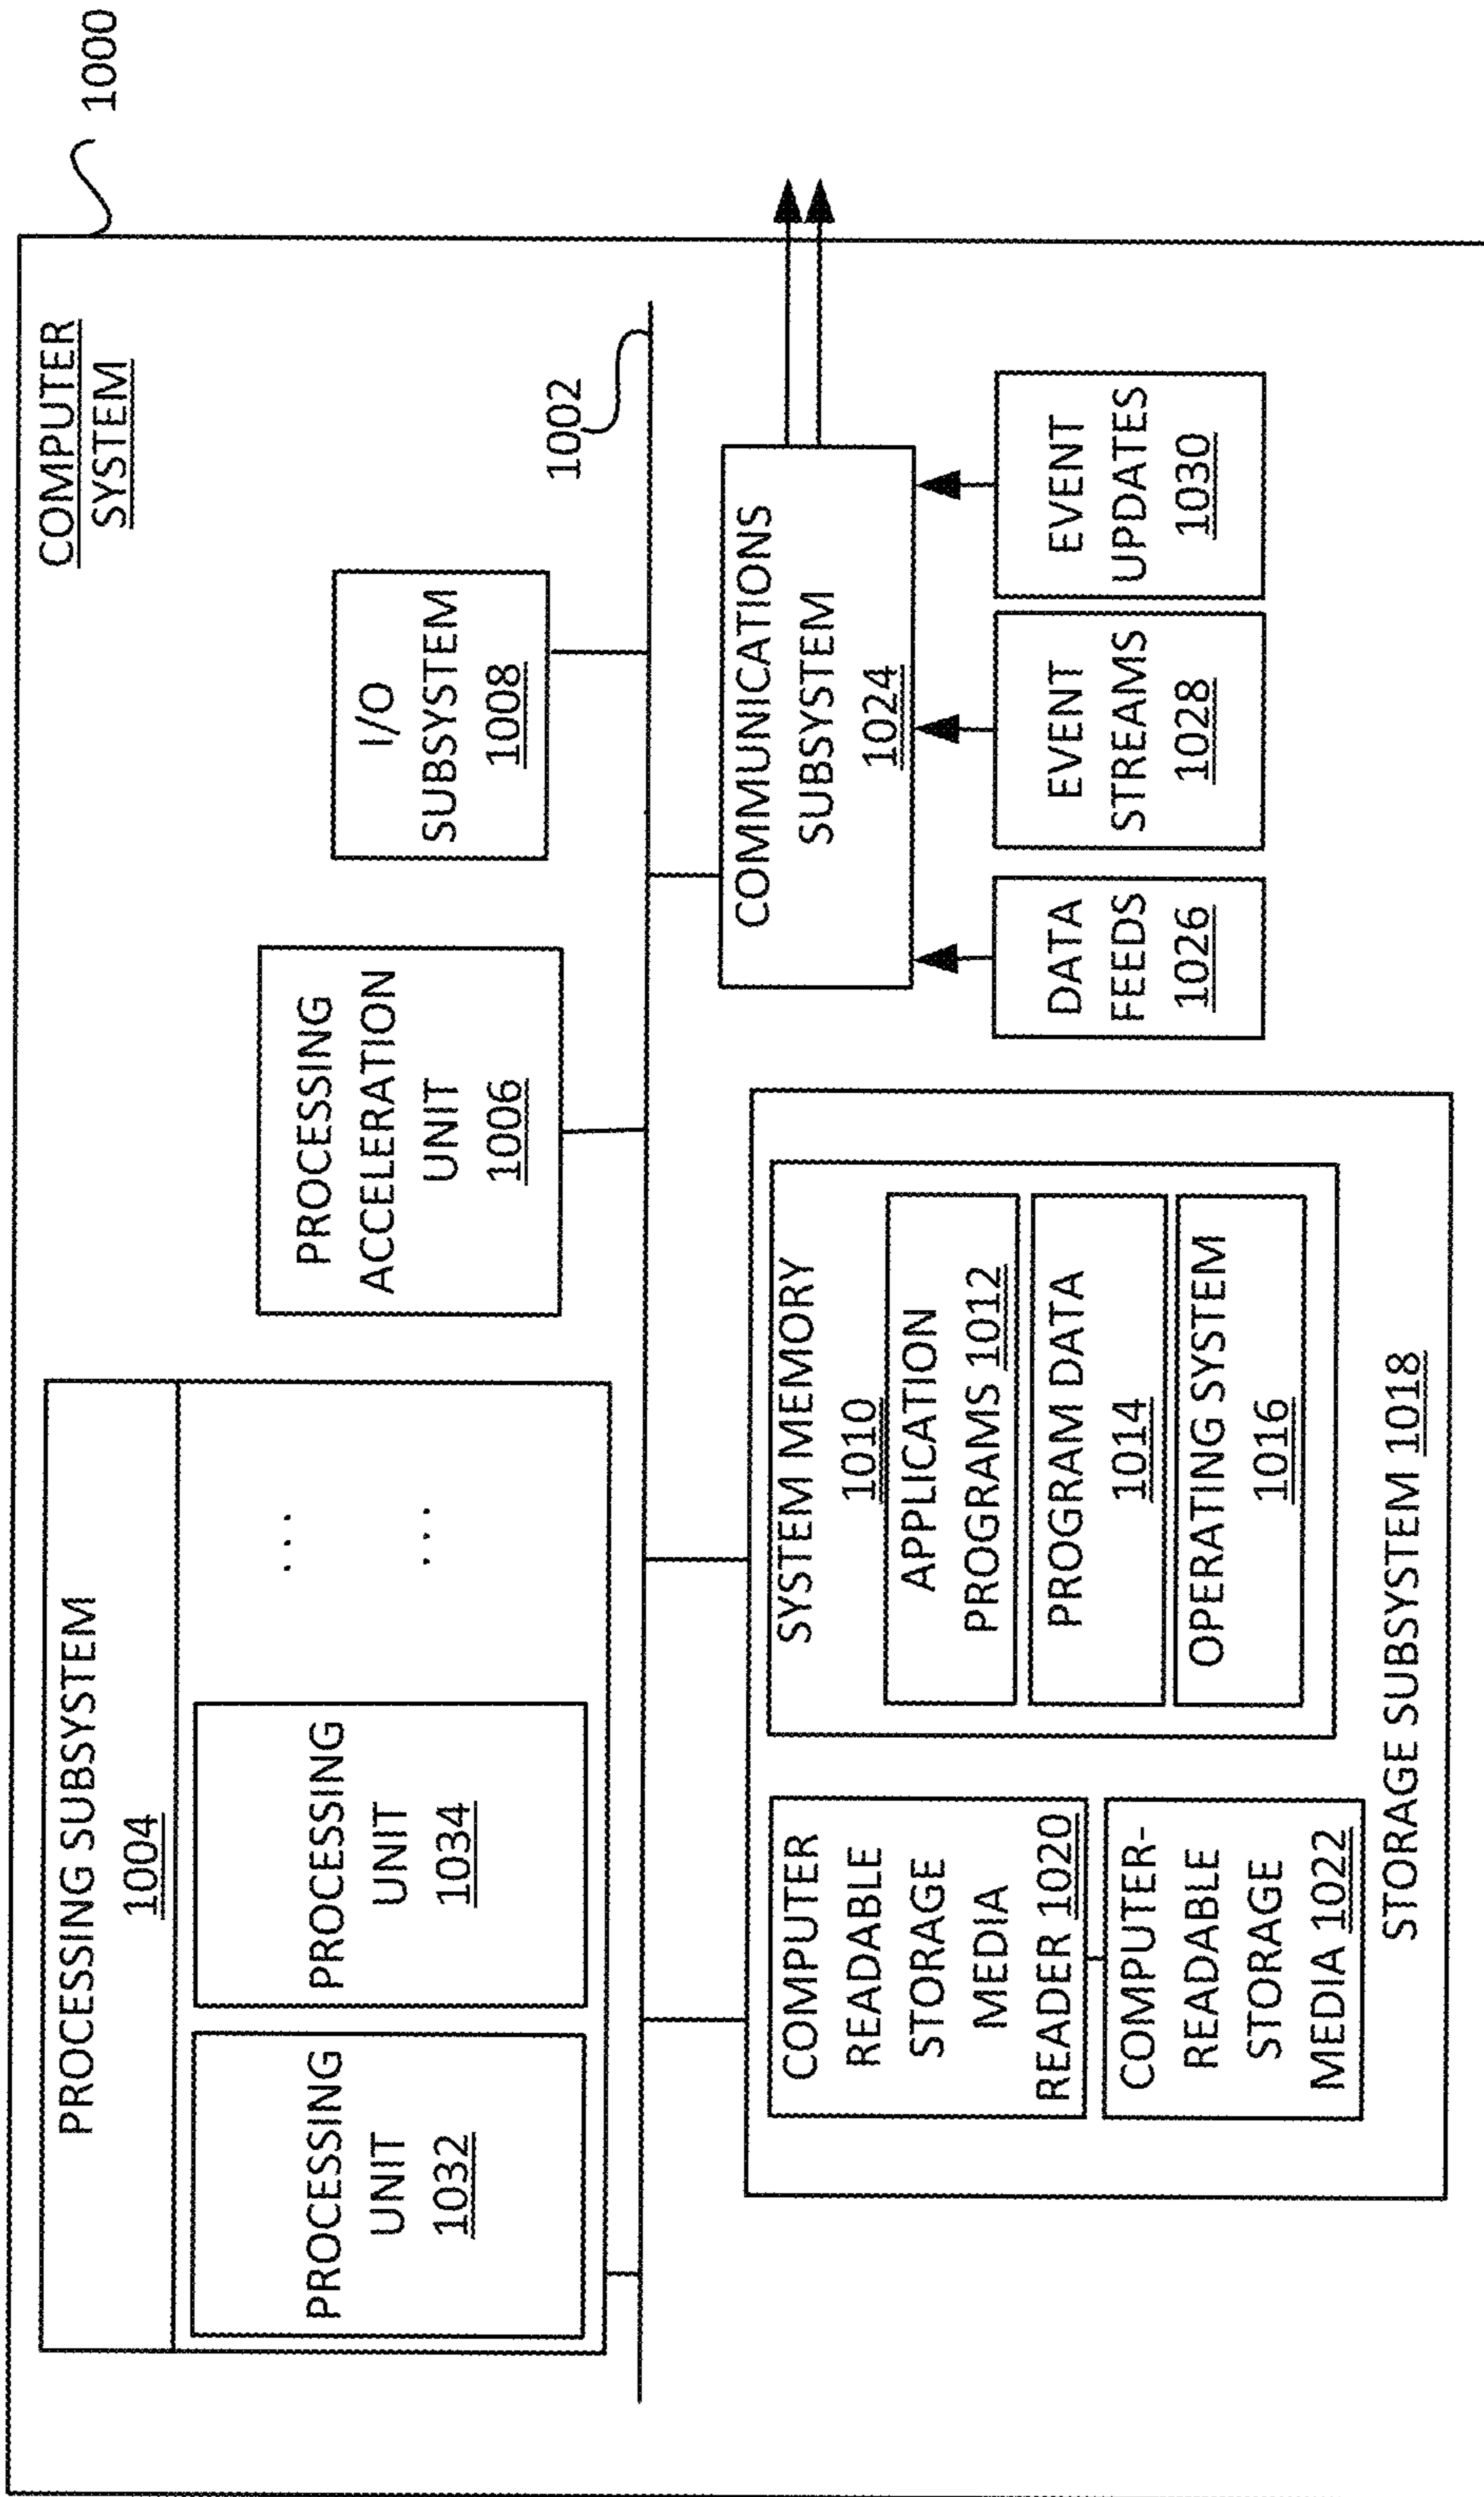 1000
COMPUTER
SYSTEM
PROCESSING SUBSYSTEM
1004
PROCESSING
UNIT
1032
PROCESSING
UNIT
1034
...
...
PROCESSING
ACCELERATION
UNIT
1006
I/O
SUBSYSTEM
1008
1002
COMPUTER
READABLE
STORAGE
MEDIA
READER 1020
COMPUTER-
READABLE
STORAGE
MEDIA 1022
SYSTEM MEMORY
1010
APPLICATION
PROGRAMS 1012
PROGRAM DATA
1014
OPERATING SYSTEM
1016
STORAGE SUBSYSTEM 1018
COMMUNICATIONS
SUBSYSTEM
1024
DATA
FEEDS
1026
EVENT
STREAMS
1028
EVENT
UPDATES
1030